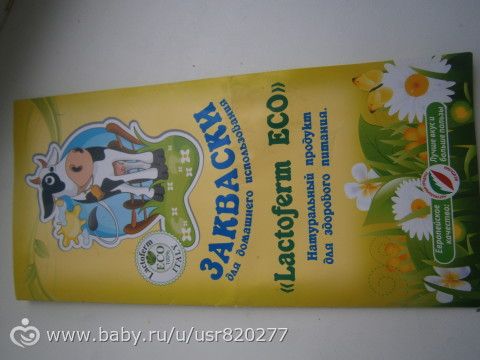 Lactoferm
ECO
ITALY
ЗАКВАСКИ
для домашнего использования
«Lactoferm ECO»
Натуральный продукт
для здорового питания.
Европейское
качество:
Лучше вкус и
больше пользы
www.baby.ru/u/usr820277